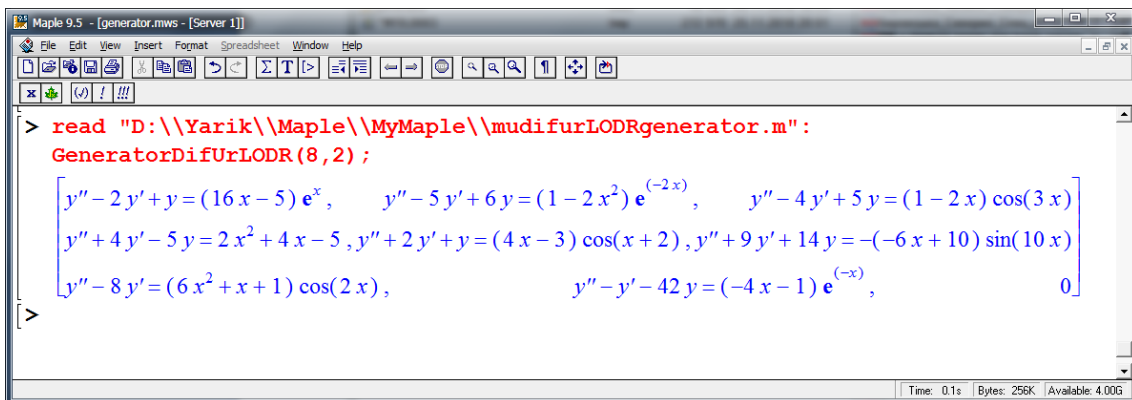 Maple 9.5 - [generator.mws - [Server 1]]
File Edit View Insert Format Spreadsheet Window Help
> read "D:\\Yarik\\Maple\\MyMaple\\mudifurLODRgenerator.m":
GeneratorDifUrLODR(8,2);
y'' − 2 y' + y = (16 x − 5) e^x , y'' − 5 y' + 6 y = (1 − 2 x^2) e^(−2 x) , y'' − 4 y' + 5 y = (1 − 2 x) cos(3 x)
y'' + 4 y' − 5 y = 2 x^2 + 4 x − 5 , y'' + 2 y' + y = (4 x − 3) cos(x + 2) , y'' + 9 y' + 14 y = −(−6 x + 10) sin(10 x)
y'' − 8 y' = (6 x^2 + x + 1) cos(2 x) , y'' − y' − 42 y = (−4 x − 1) e^(−x) , 0
>
Time: 0.1s Bytes: 256K Available: 4.00G